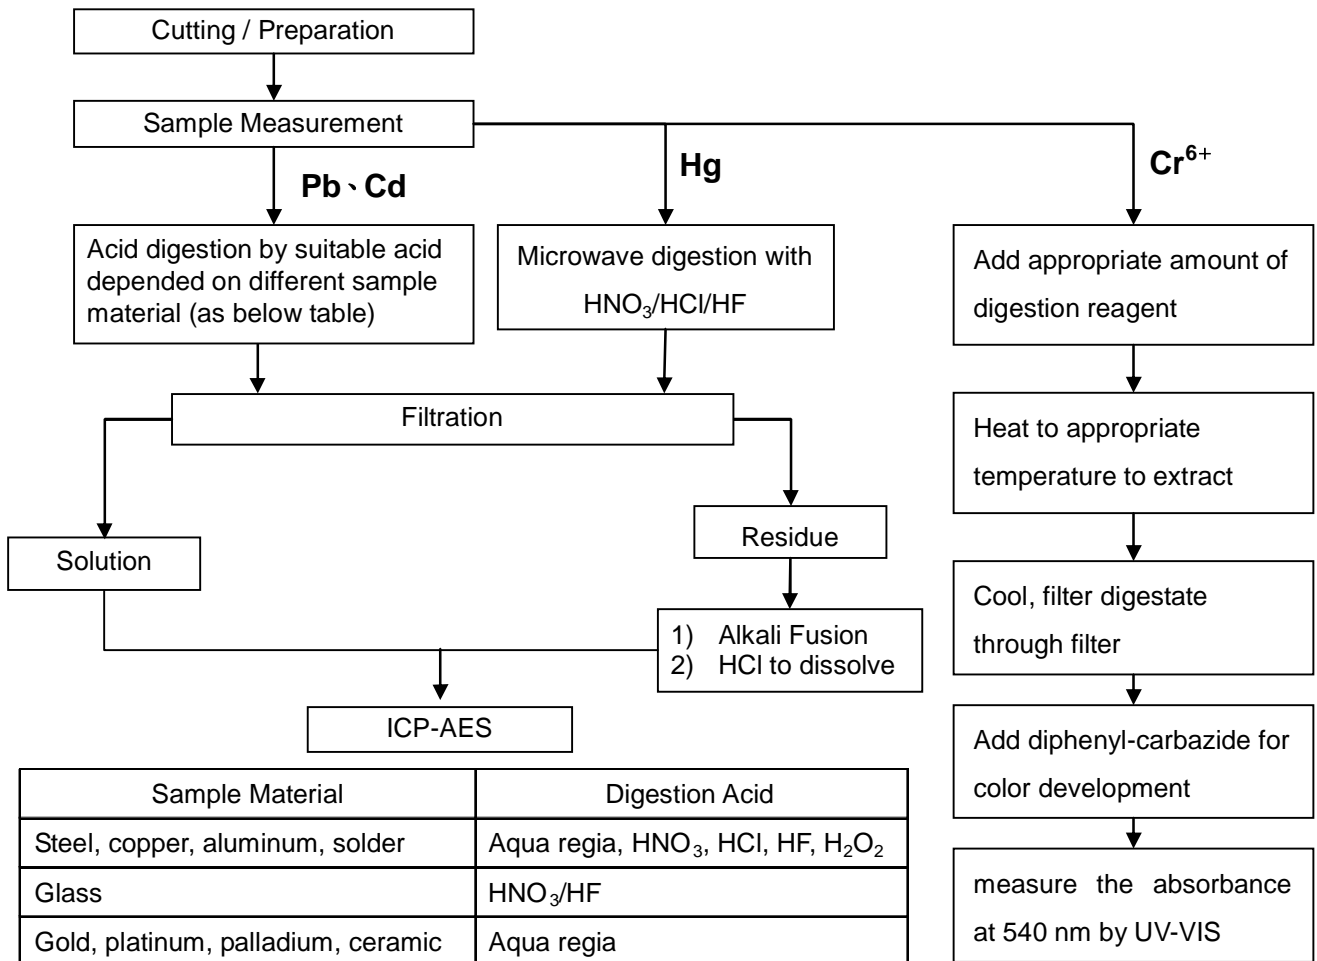 Cutting / Preparation
Sample Measurement
Pb、Cd
Hg
Cr⁶⁺
Acid digestion by suitable acid
depended on different sample
material (as below table)
Microwave digestion with
HNO₃/HCl/HF
Add appropriate amount of
digestion reagent
Filtration
Heat to appropriate
temperature to extract
Solution
Residue
1) Alkali Fusion
2) HCl to dissolve
Cool, filter digestate
through filter
ICP-AES
Add diphenyl-carbazide for
color development
measure the absorbance
at 540 nm by UV-VIS
Sample Material Digestion Acid
Steel, copper, aluminum, solder Aqua regia, HNO₃, HCl, HF, H₂O₂
Glass HNO₃/HF
Gold, platinum, palladium, ceramic Aqua regia